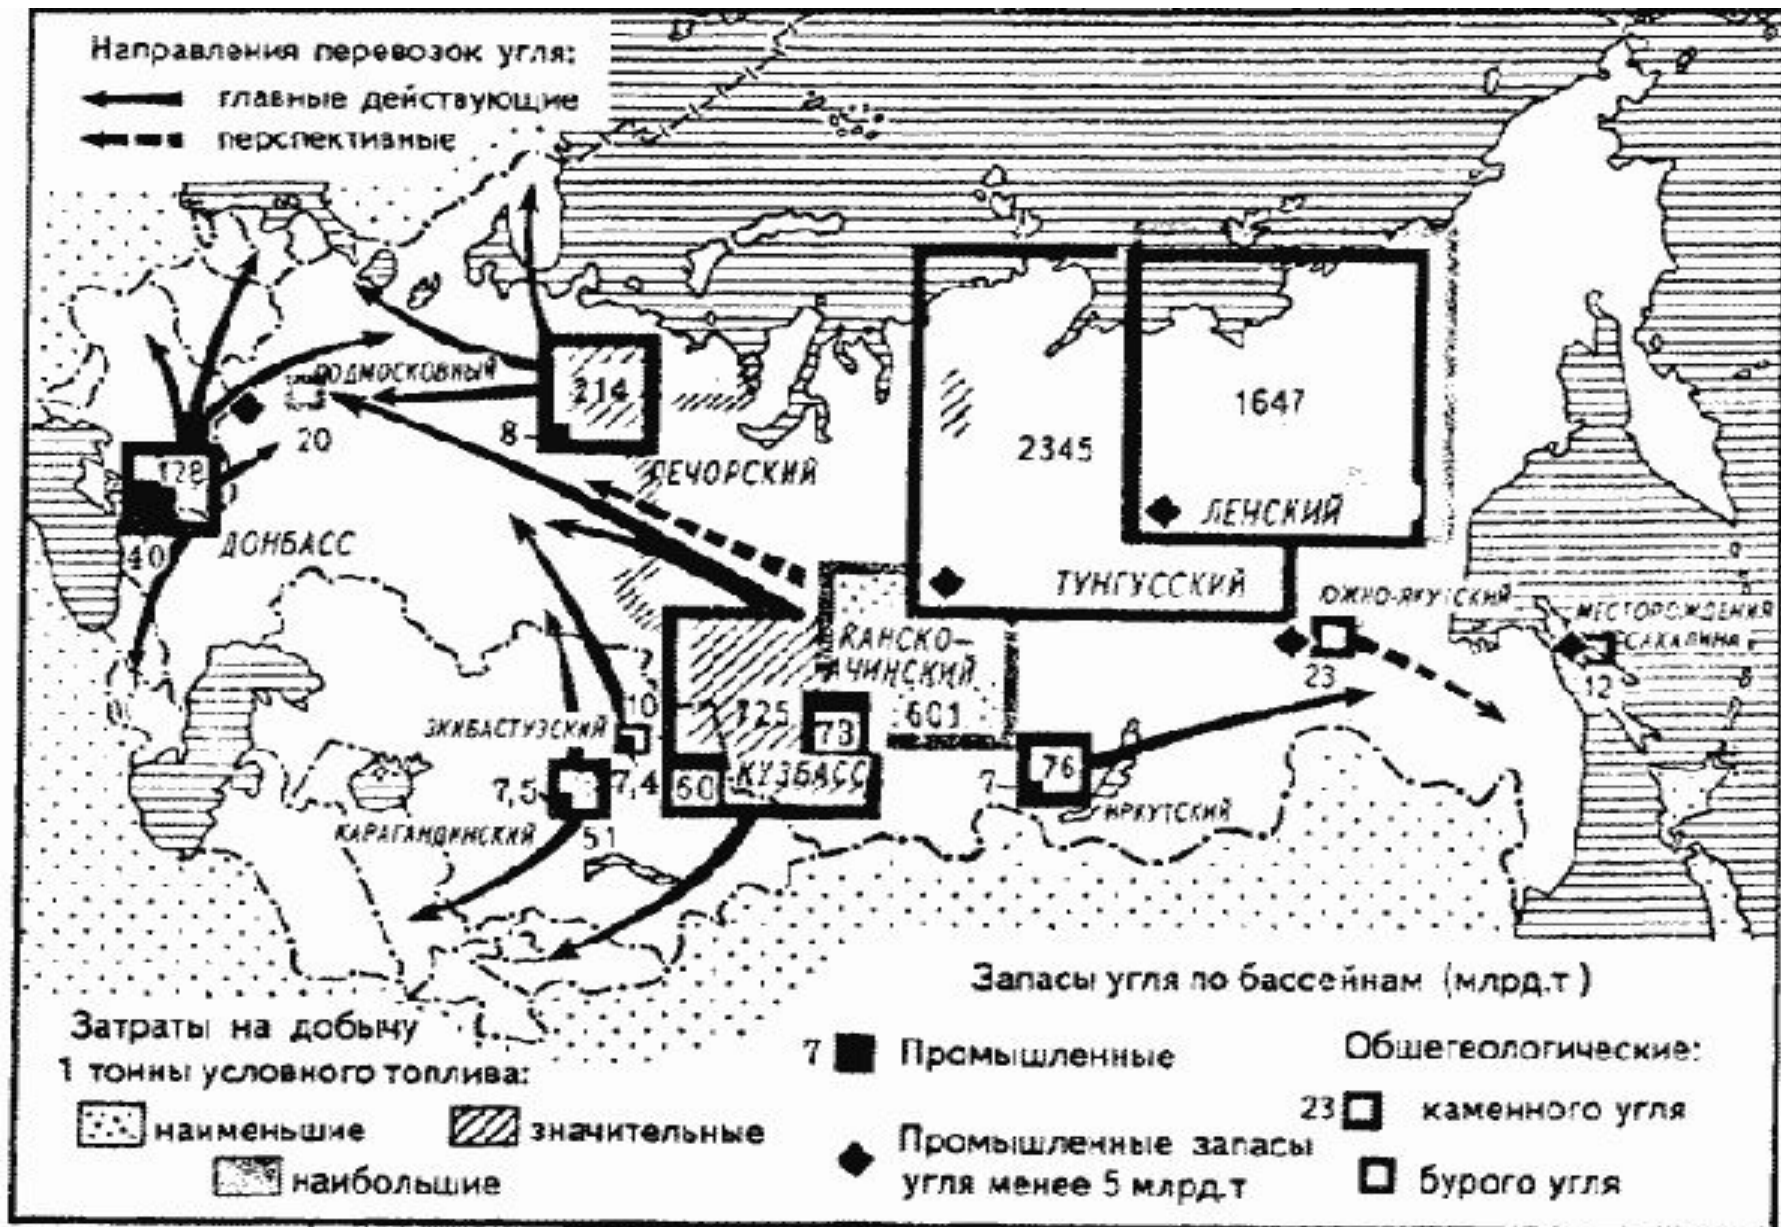 Направления перевозок угля:
главные действующие
перспективные
ПОДМОСКОВНЫЙ
20
214
8
ПЕЧОРСКИЙ
128
40
ДОНБАСС
2345
1647
ЛЕНСКИЙ
ТУНГУССКИЙ
ЮЖНО-ЯКУТСКИЙ
23
МЕСТОРОЖДЕНИЯ
САХАЛИНА
12
КАНСКО-
АЧИНСКИЙ
601
725
73
60
КУЗБАСС
10
ЭКИБАСТУЗСКИЙ
7,4
7,5
51
КАРАГАНДИНСКИЙ
76
7
ИРКУТСКИЙ
Затраты на добычу
1 тонны условного топлива:
наименьшие
значительные
наибольшие
Запасы угля по бассейнам (млрд.т)
7 Промышленные
Промышленные запасы
угля менее 5 млрд.т
Общегеологические:
23 каменного угля
бурого угля